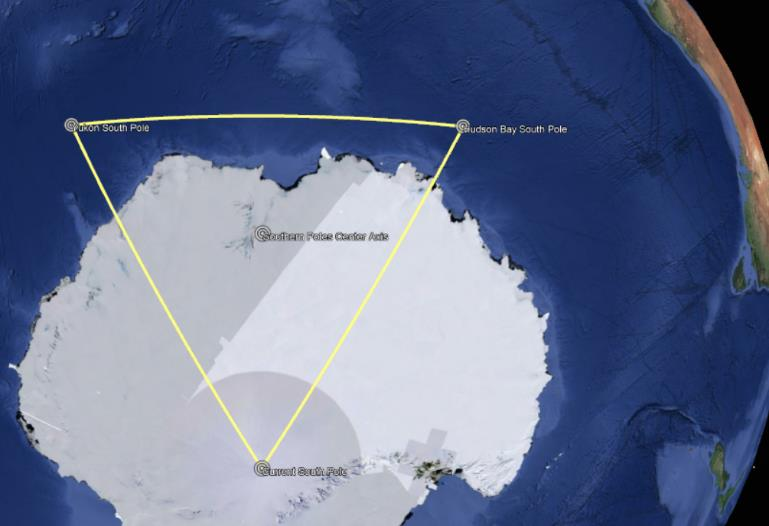 Yukon South Pole
Hudson Bay South Pole
Southern Poles Center Axis
Current South Pole